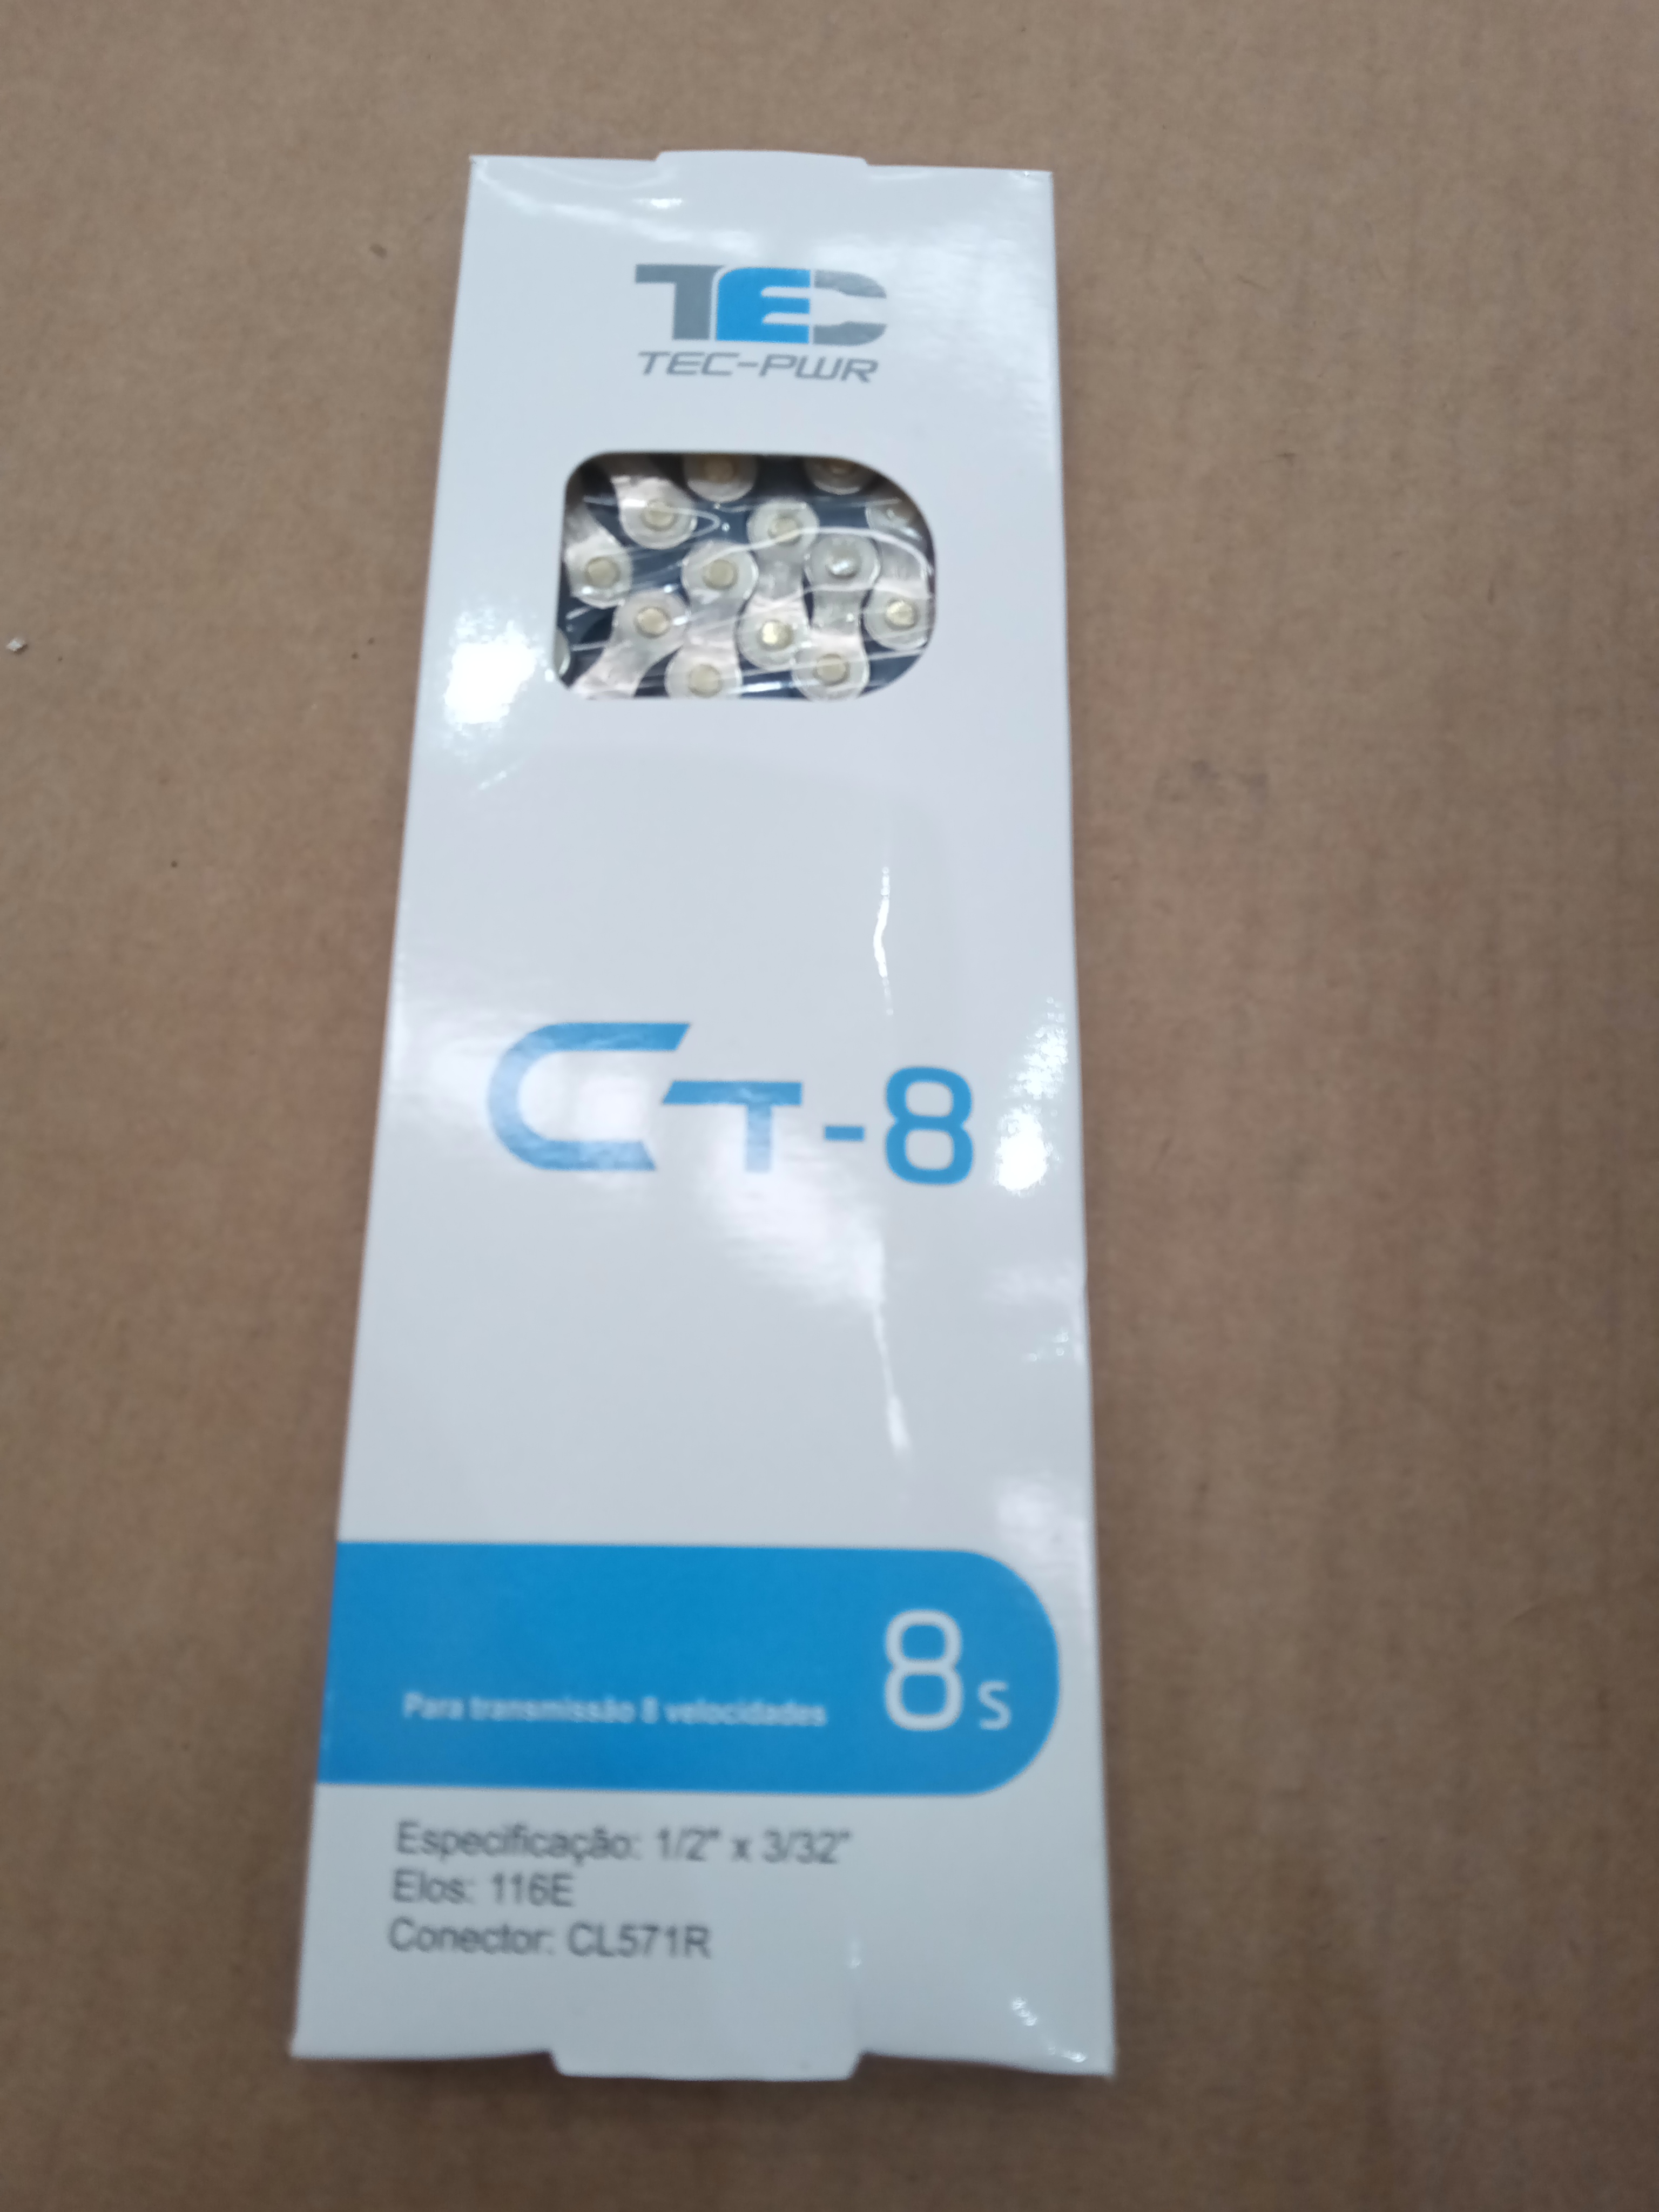 TEC
TEC-PWR
CT-8
Para transmissão 8 velocidades
8s
Especificação: 1/2" x 3/32"
Elos: 116E
Conector: CL571R